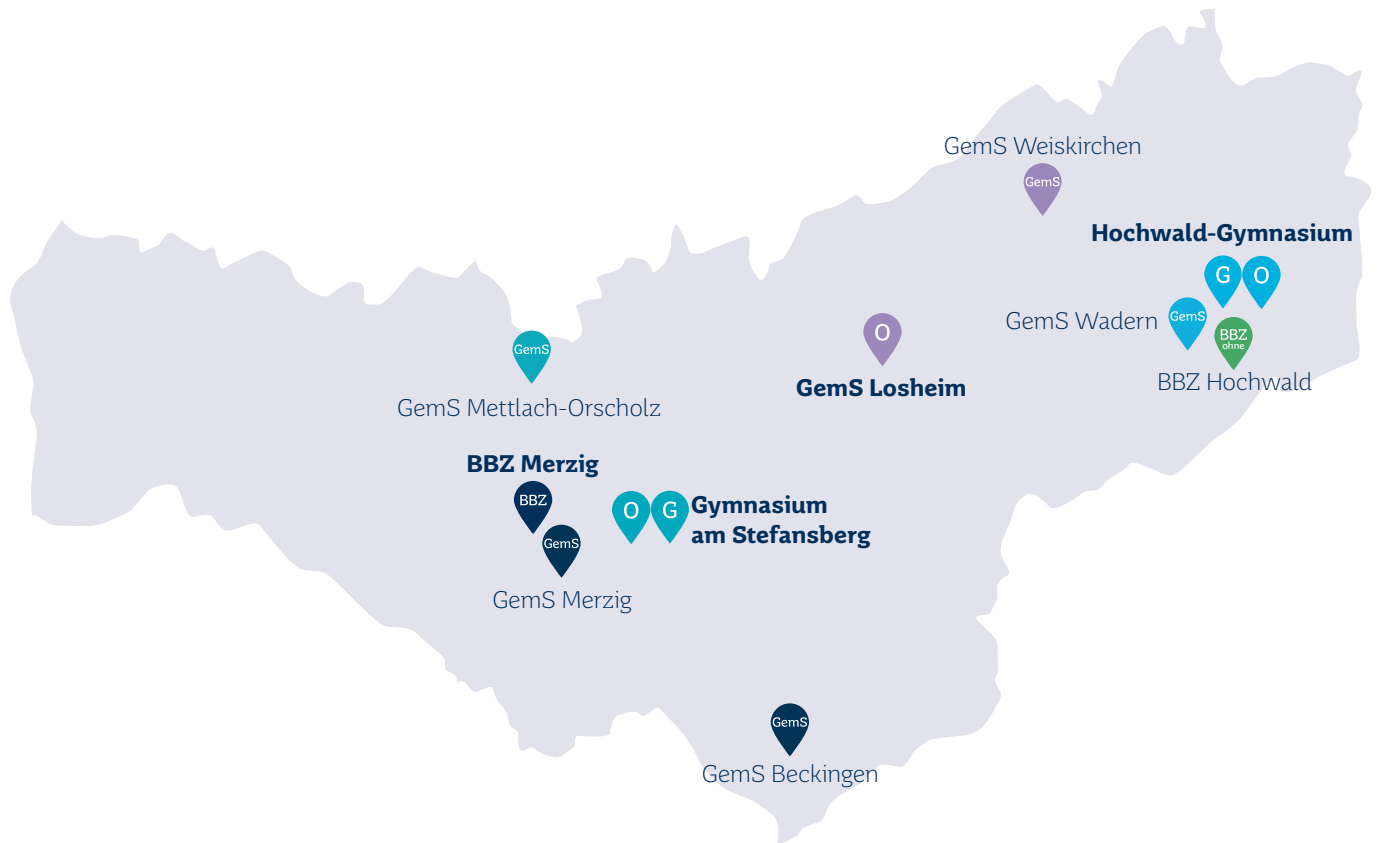 GemS Weiskirchen
GemS
Hochwald-Gymnasium
G O
GemS Wadern GemS
BBZ
ohne
BBZ Hochwald
O
GemS Losheim
GemS
GemS Mettlach-Orscholz
BBZ Merzig
BBZ
GemS
GemS Merzig
O G Gymnasium
am Stefansberg
GemS
GemS Beckingen